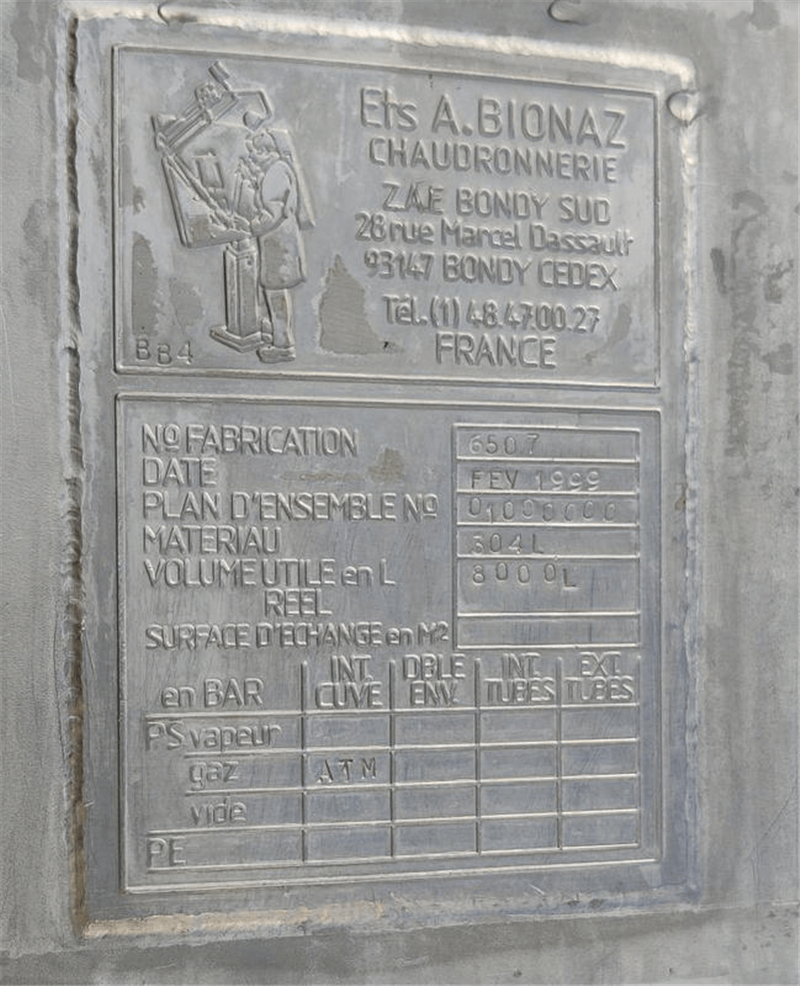 Ets A.BIONAZ
CHAUDRONNERIE
Z.A.E BONDY SUD
28 rue Marcel Dassault
93147 BONDY CEDEX
Tél.(1) 48.47.00.27
FRANCE
BB4
Nº FABRICATION 6507
DATE FEV 1999
PLAN D'ENSEMBLE Nº 01000000
MATERIAU 304L
VOLUME UTILE en L 8000L
REEL
SURFACE D'ECHANGE en M2
en BAR INT. CUVE DBLE ENV. INT. TUBES EXT. TUBES
PS vapeur
gaz ATM
vide
PE